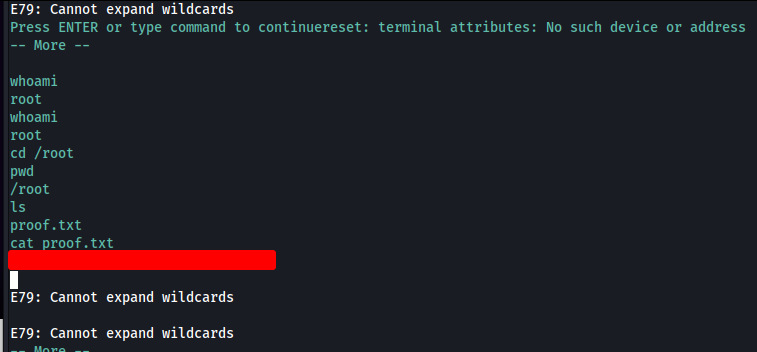 E79: Cannot expand wildcards
Press ENTER or type command to continuereset: terminal attributes: No such device or address
-- More --
whoami
root
whoami
root
cd /root
pwd
/root
ls
proof.txt
cat proof.txt
E79: Cannot expand wildcards
E79: Cannot expand wildcards
-- More --